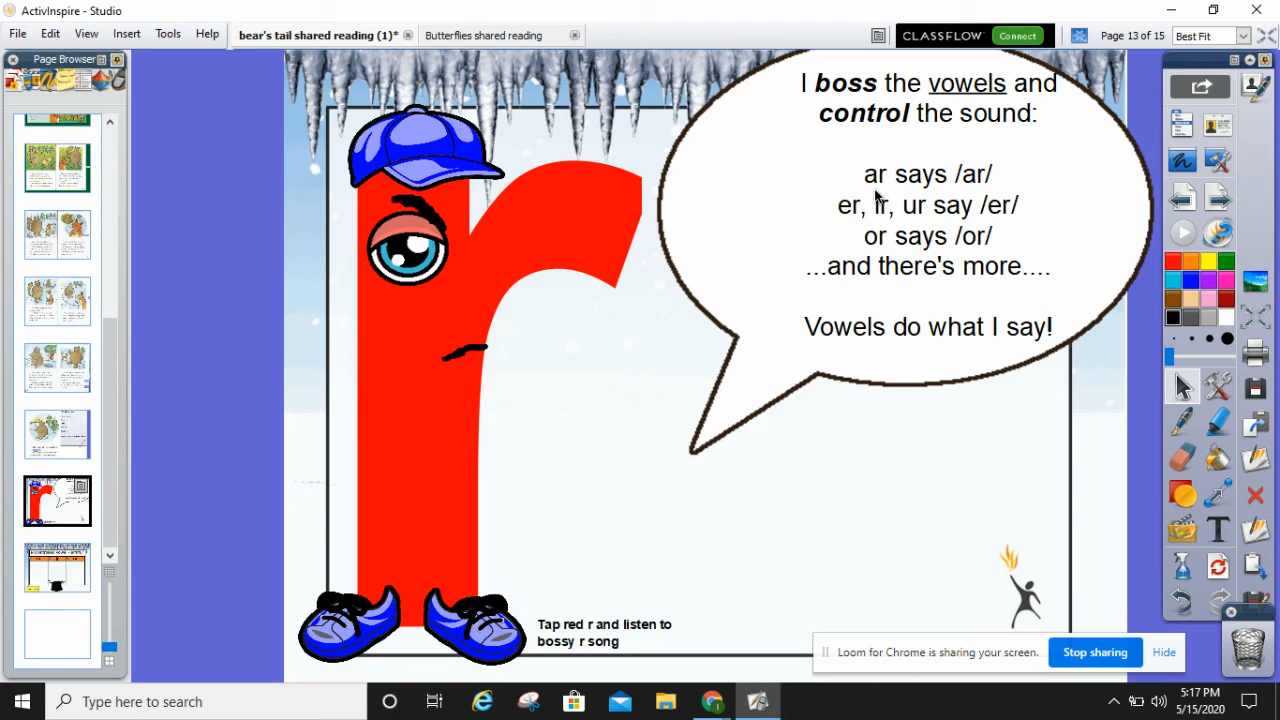 ActivInspire - Studio
File Edit View Insert Tools Help
bear's tail shared reading (1)*
Butterflies shared reading
CLASSFLOW Connect
Page 13 of 15
Best Fit
Page Browser
I boss the vowels and
control the sound:
ar says /ar/
er, ir, ur say /er/
or says /or/
...and there's more....
Vowels do what I say!
Tap red r and listen to
bossy r song
Loom for Chrome is sharing your screen. Stop sharing Hide
Type here to search
5:17 PM
5/15/2020